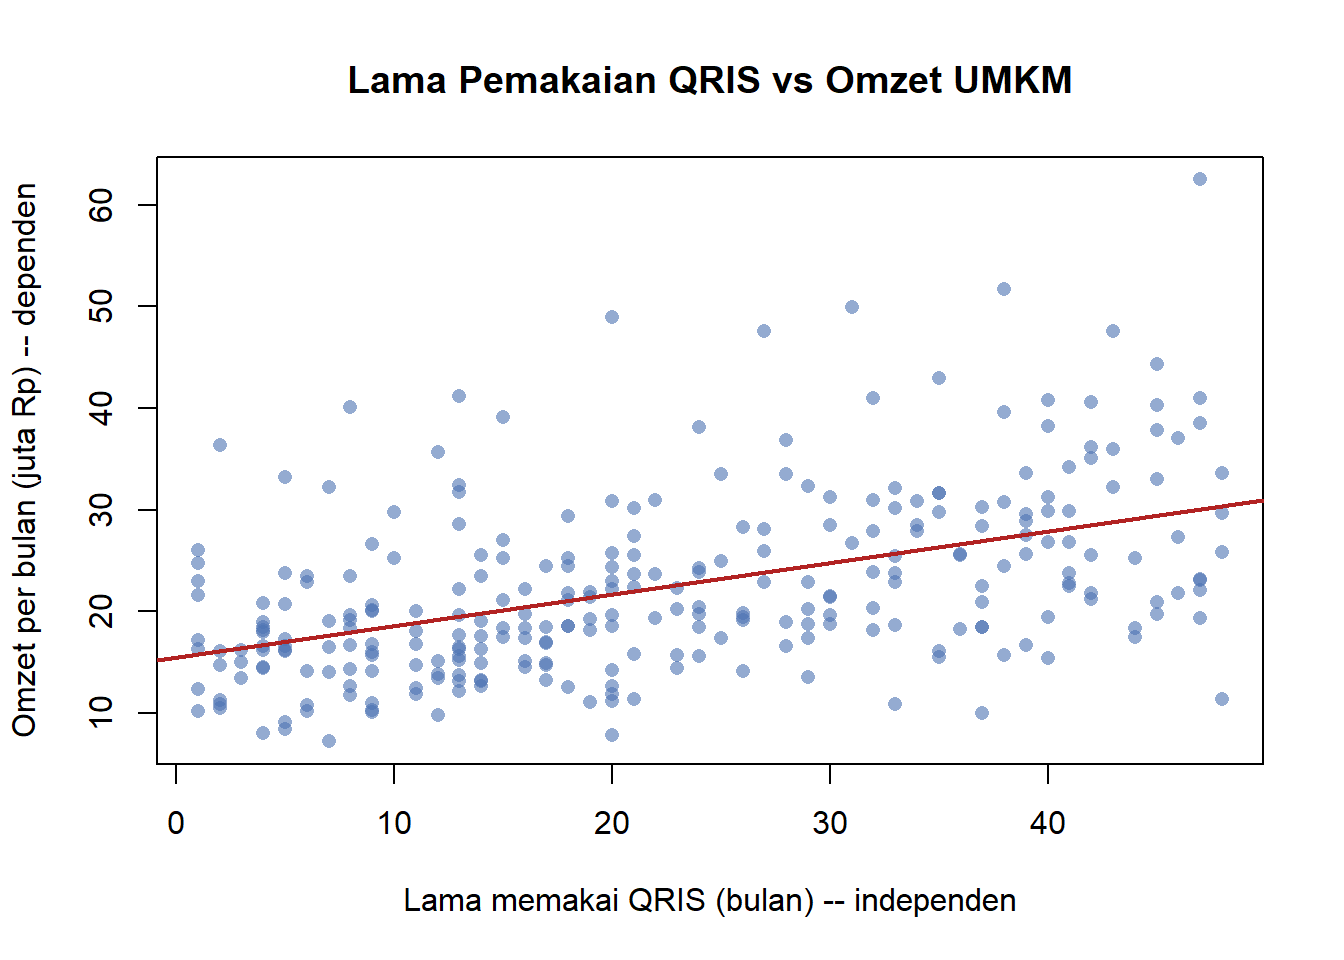 Lama Pemakaian QRIS vs Omzet UMKM
Omzet per bulan (juta Rp) -- dependen
60
50
40
30
20
10
0 10 20 30 40
Lama memakai QRIS (bulan) -- independen